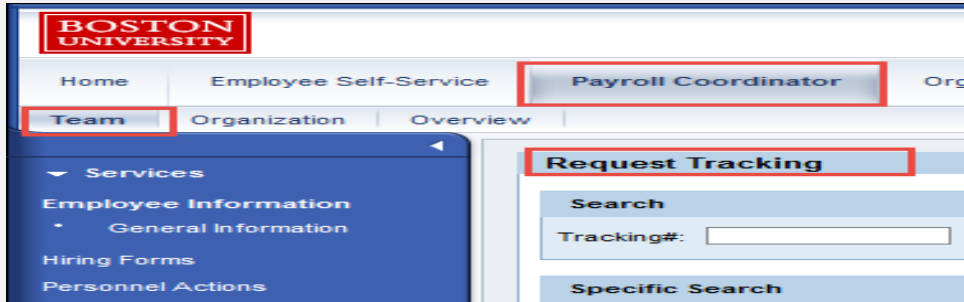 BOSTON
UNIVERSITY
Home Employee Self-Service Payroll Coordinator Org
Team Organization Overview
Services
Employee Information
• General Information
Hiring Forms
Personnel Actions
Request Tracking
Search
Tracking#:
Specific Search